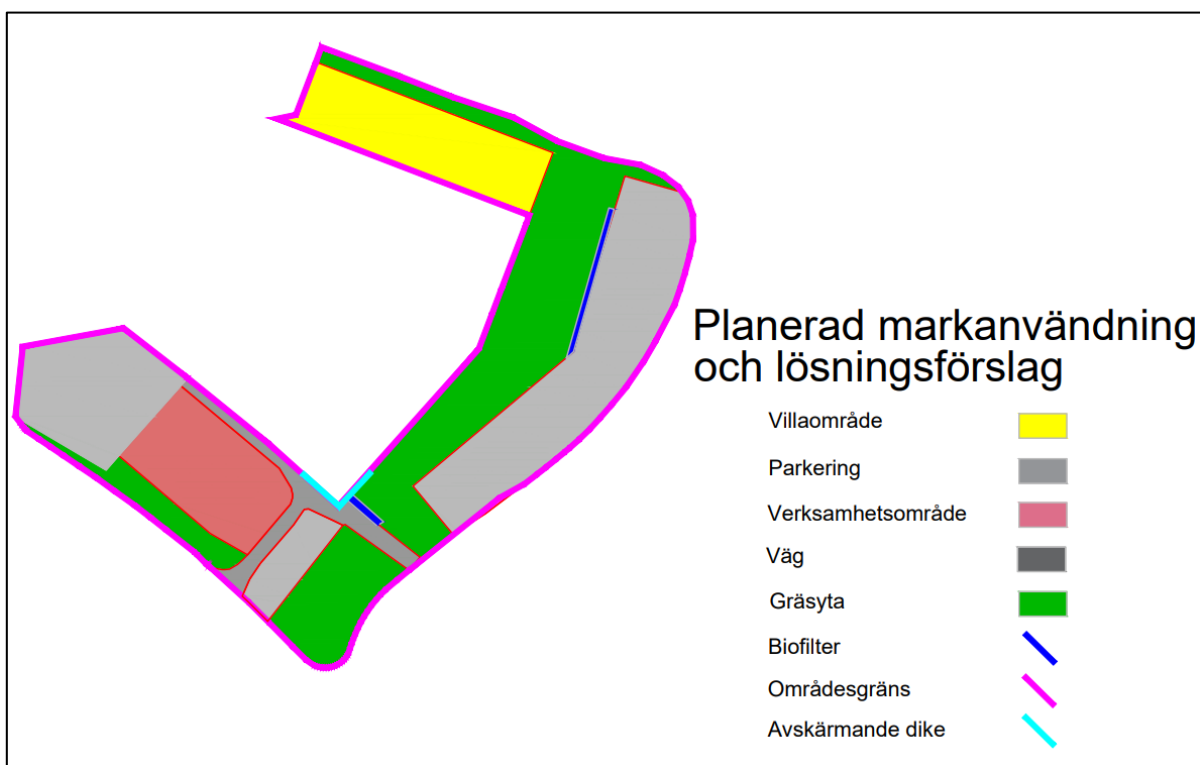 Planerad markanvändning
och lösningsförslag
Villaområde
Parkering
Verksamhetsområde
Väg
Gräsyta
Biofilter
Områdesgräns
Avskärmande dike